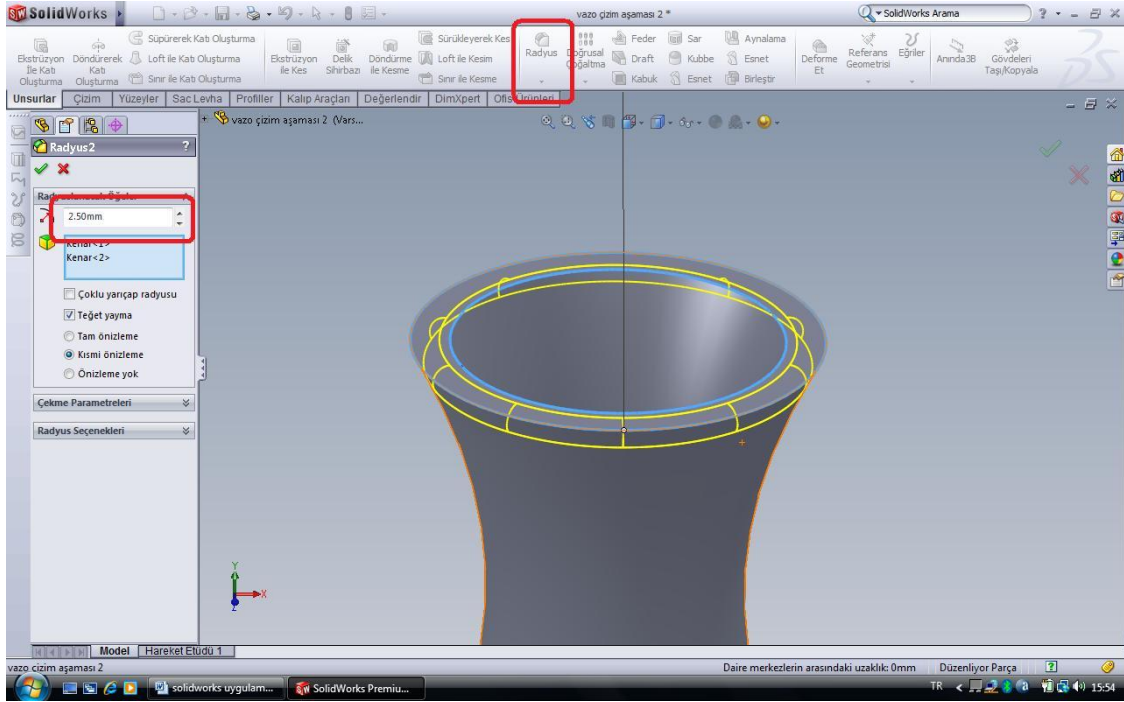 SolidWorks
vazo çizim aşaması 2 *
SolidWorks Arama
Ekstrüzyon İle Katı Oluşturma
Döndürerek Katı Oluşturma
Süpürerek Katı Oluşturma
Loft ile Katı Oluşturma
Sınır ile Katı Oluşturma
Ekstrüzyon ile Kes
Delik Sihirbazı
Döndürme ile Kesme
Sürükleyerek Kes
Loft ile Kesim
Sınır ile Kesme
Radyus
Doğrusal Çoğaltma
Feder
Draft
Kabuk
Sar
Kubbe
Esnet
Aynalama
Esnet
Birleştir
Deforme Et
Referans Geometrisi
Eğriler
Anında3B
Gövdeleri Taşı/Kopyala
Unsurlar Çizim Yüzeyler Sac Levha Profiller Kalıp Araçları Değerlendir DimXpert Ofis Ürünleri
vazo çizim aşaması 2 (Vars...
Radyus2 ?
2.50mm
Kenar<1>
Kenar<2>
Çoklu yarıçap radyusu
Teğet yayma
Tam önizleme
Kısmi önizleme
Önizleme yok
Çekme Parametreleri
Radyus Seçenekleri
Y
X
Z
Model Hareket Etüdü 1
vazo çizim aşaması 2
Daire merkezlerin arasındaki uzaklık: 0mm
Düzenliyor Parça
solidworks uygulam...
SolidWorks Premiu...
TR
15:54